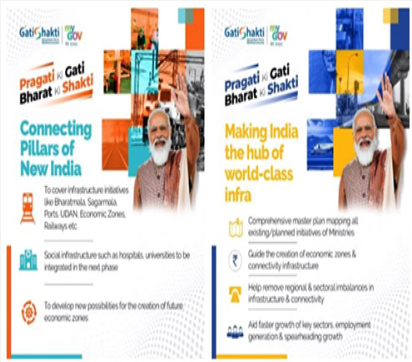 GatiShakti
my GOV
Pragati Ki Gati
Bharat Ki Shakti
Connecting
Pillars of
New India
To cover infrastructure initiatives
like Bharatmala, Sagarmala,
Ports, UDAN, Economic Zones,
Railways etc
Social infrastructure such as hospitals, universities to
be integrated in the next phase
To develop new possibilities for the creation of future
economic zones
GatiShakti
my GOV
Pragati Ki Gati
Bharat Ki Shakti
Making India
the hub of
world-class
infra
Comprehensive master plan mapping all
existing/planned initiatives of Ministries
₹
Guide the creation of economic zones &
connectivity infrastructure
Help remove regional & sectoral imbalances in
infrastructure & connectivity
Aid faster growth of key sectors, employment
generation & spearheading growth